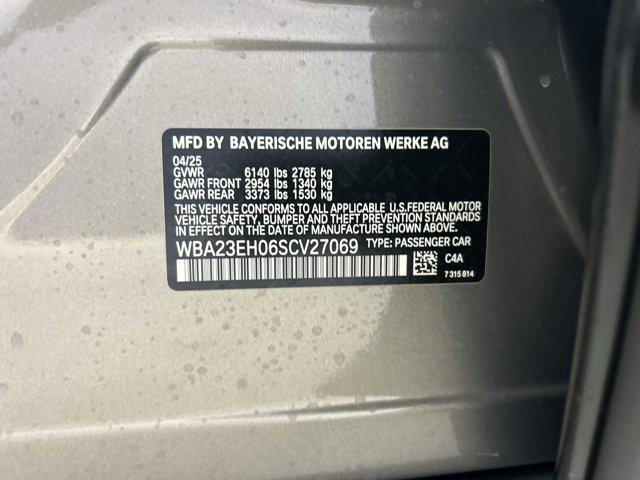 MFD BY BAYERISCHE MOTOREN WERKE AG
04/25
GVWR 6140 lbs 2785 kg
GAWR FRONT 2954 lbs 1340 kg
GAWR REAR 3373 lbs 1530 kg
THIS VEHICLE CONFORMS TO ALL APPLICABLE U.S.FEDERAL MOTOR
VEHICLE SAFETY, BUMPER AND THEFT PREVENTION STANDARDS
IN EFFECT ON THE DATE OF MANUFACTURE SHOWN ABOVE.
WBA23EH06SCV27069 TYPE: PASSENGER CAR
C4A
7 315 814